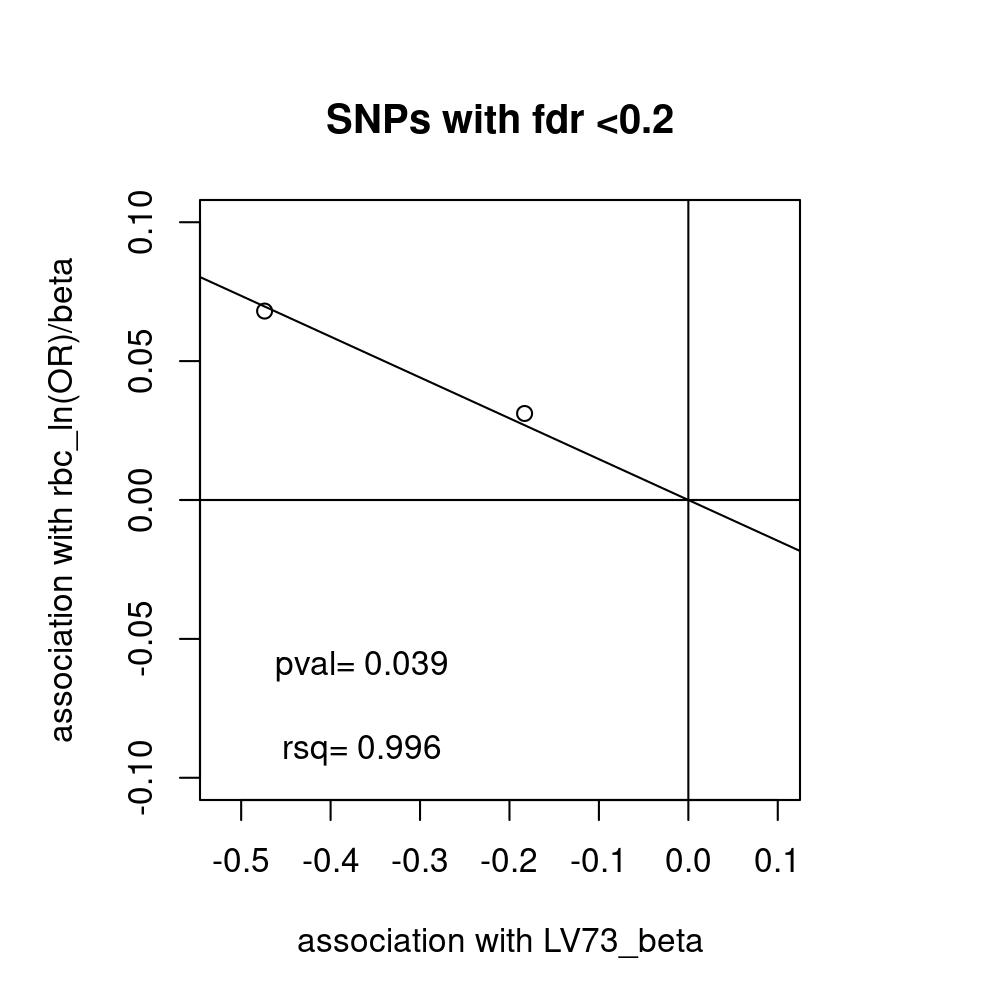 SNPs with fdr <0.2
association with rbc_ln(OR)/beta
0.10
0.05
0.00
-0.05
-0.10
pval= 0.039
rsq= 0.996
-0.5 -0.4 -0.3 -0.2 -0.1 0.0 0.1
association with LV73_beta